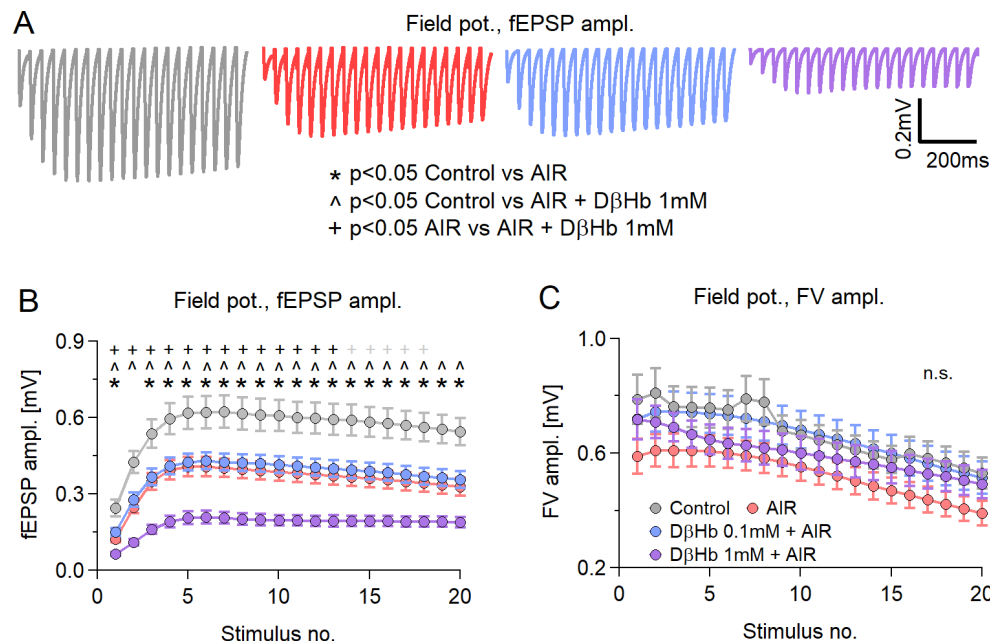 A
Field pot., fEPSP ampl.
0.2mV
200ms
* p<0.05 Control vs AIR
^ p<0.05 Control vs AIR + DβHb 1mM
+ p<0.05 AIR vs AIR + DβHb 1mM
B
Field pot., fEPSP ampl.
fEPSP ampl. [mV]
0.9
0.6
0.3
0.0
+ + + + + + + + + + + + + + + + + +
^ ^ ^ ^ ^ ^ ^ ^ ^ ^ ^ ^ ^ ^ ^ ^ ^ ^ ^ ^
* * * * * * * * * * * * * * * * * * *
0 5 10 15 20
Stimulus no.
C
Field pot., FV ampl.
FV ampl. [mV]
1.0
0.6
0.2
n.s.
Control AIR
DβHb 0.1mM + AIR
DβHb 1mM + AIR
0 5 10 15 20
Stimulus no.